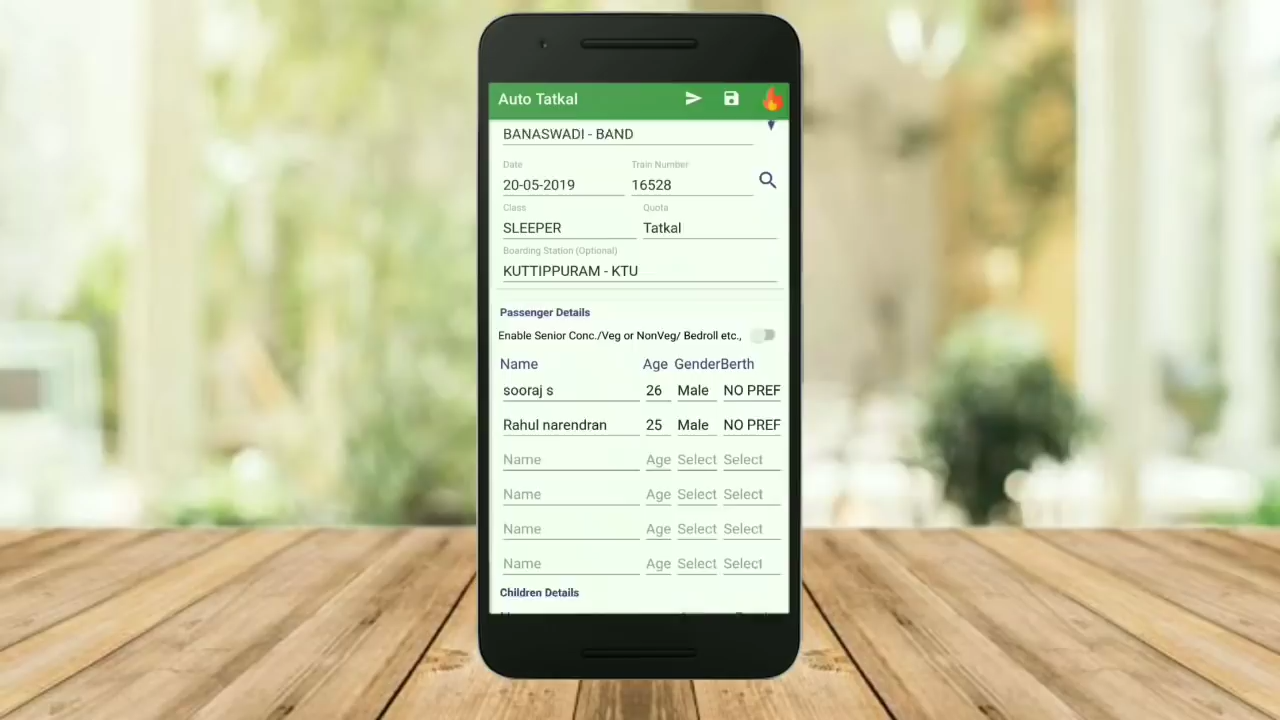 Auto Tatkal
BANASWADI - BAND
Date Train Number
20-05-2019 16528
Class Quota
SLEEPER Tatkal
Boarding Station (Optional)
KUTTIPPURAM - KTU
Passenger Details
Enable Senior Conc./Veg or NonVeg/ Bedroll etc.,
Name Age Gender Berth
sooraj s 26 Male NO PREF
Rahul narendran 25 Male NO PREF
Name Age Select Select
Name Age Select Select
Name Age Select Select
Name Age Select Select
Children Details